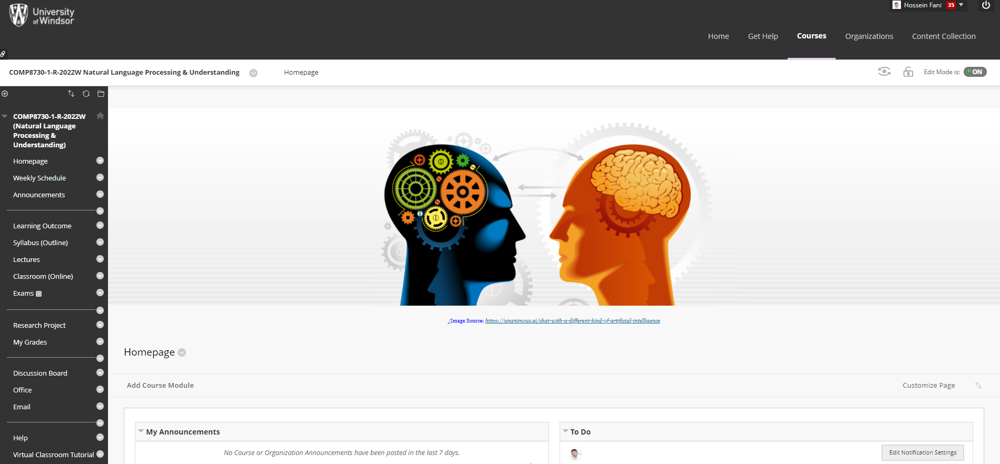 University
of Windsor
Hossein Fani 35
Home Get Help Courses Organizations Content Collection
COMP8730-1-R-2022W Natural Language Processing & Understanding Homepage Edit Mode is: ON
COMP8730-1-R-2022W
(Natural Language
Processing &
Understanding)
Homepage
Weekly Schedule
Announcements
Learning Outcome
Syllabus (Outline)
Lectures
Classroom (Online)
Exams
Research Project
My Grades
Discussion Board
Office
Email
Help
Virtual Classroom Tutorial
/Image Source: https://unanimous.ai/chat-with-a-different-kind-of-artificial-intelligence
Homepage
Add Course Module Customize Page
My Announcements
No Course or Organization Announcements have been posted in the last 7 days.
To Do
Edit Notification Settings